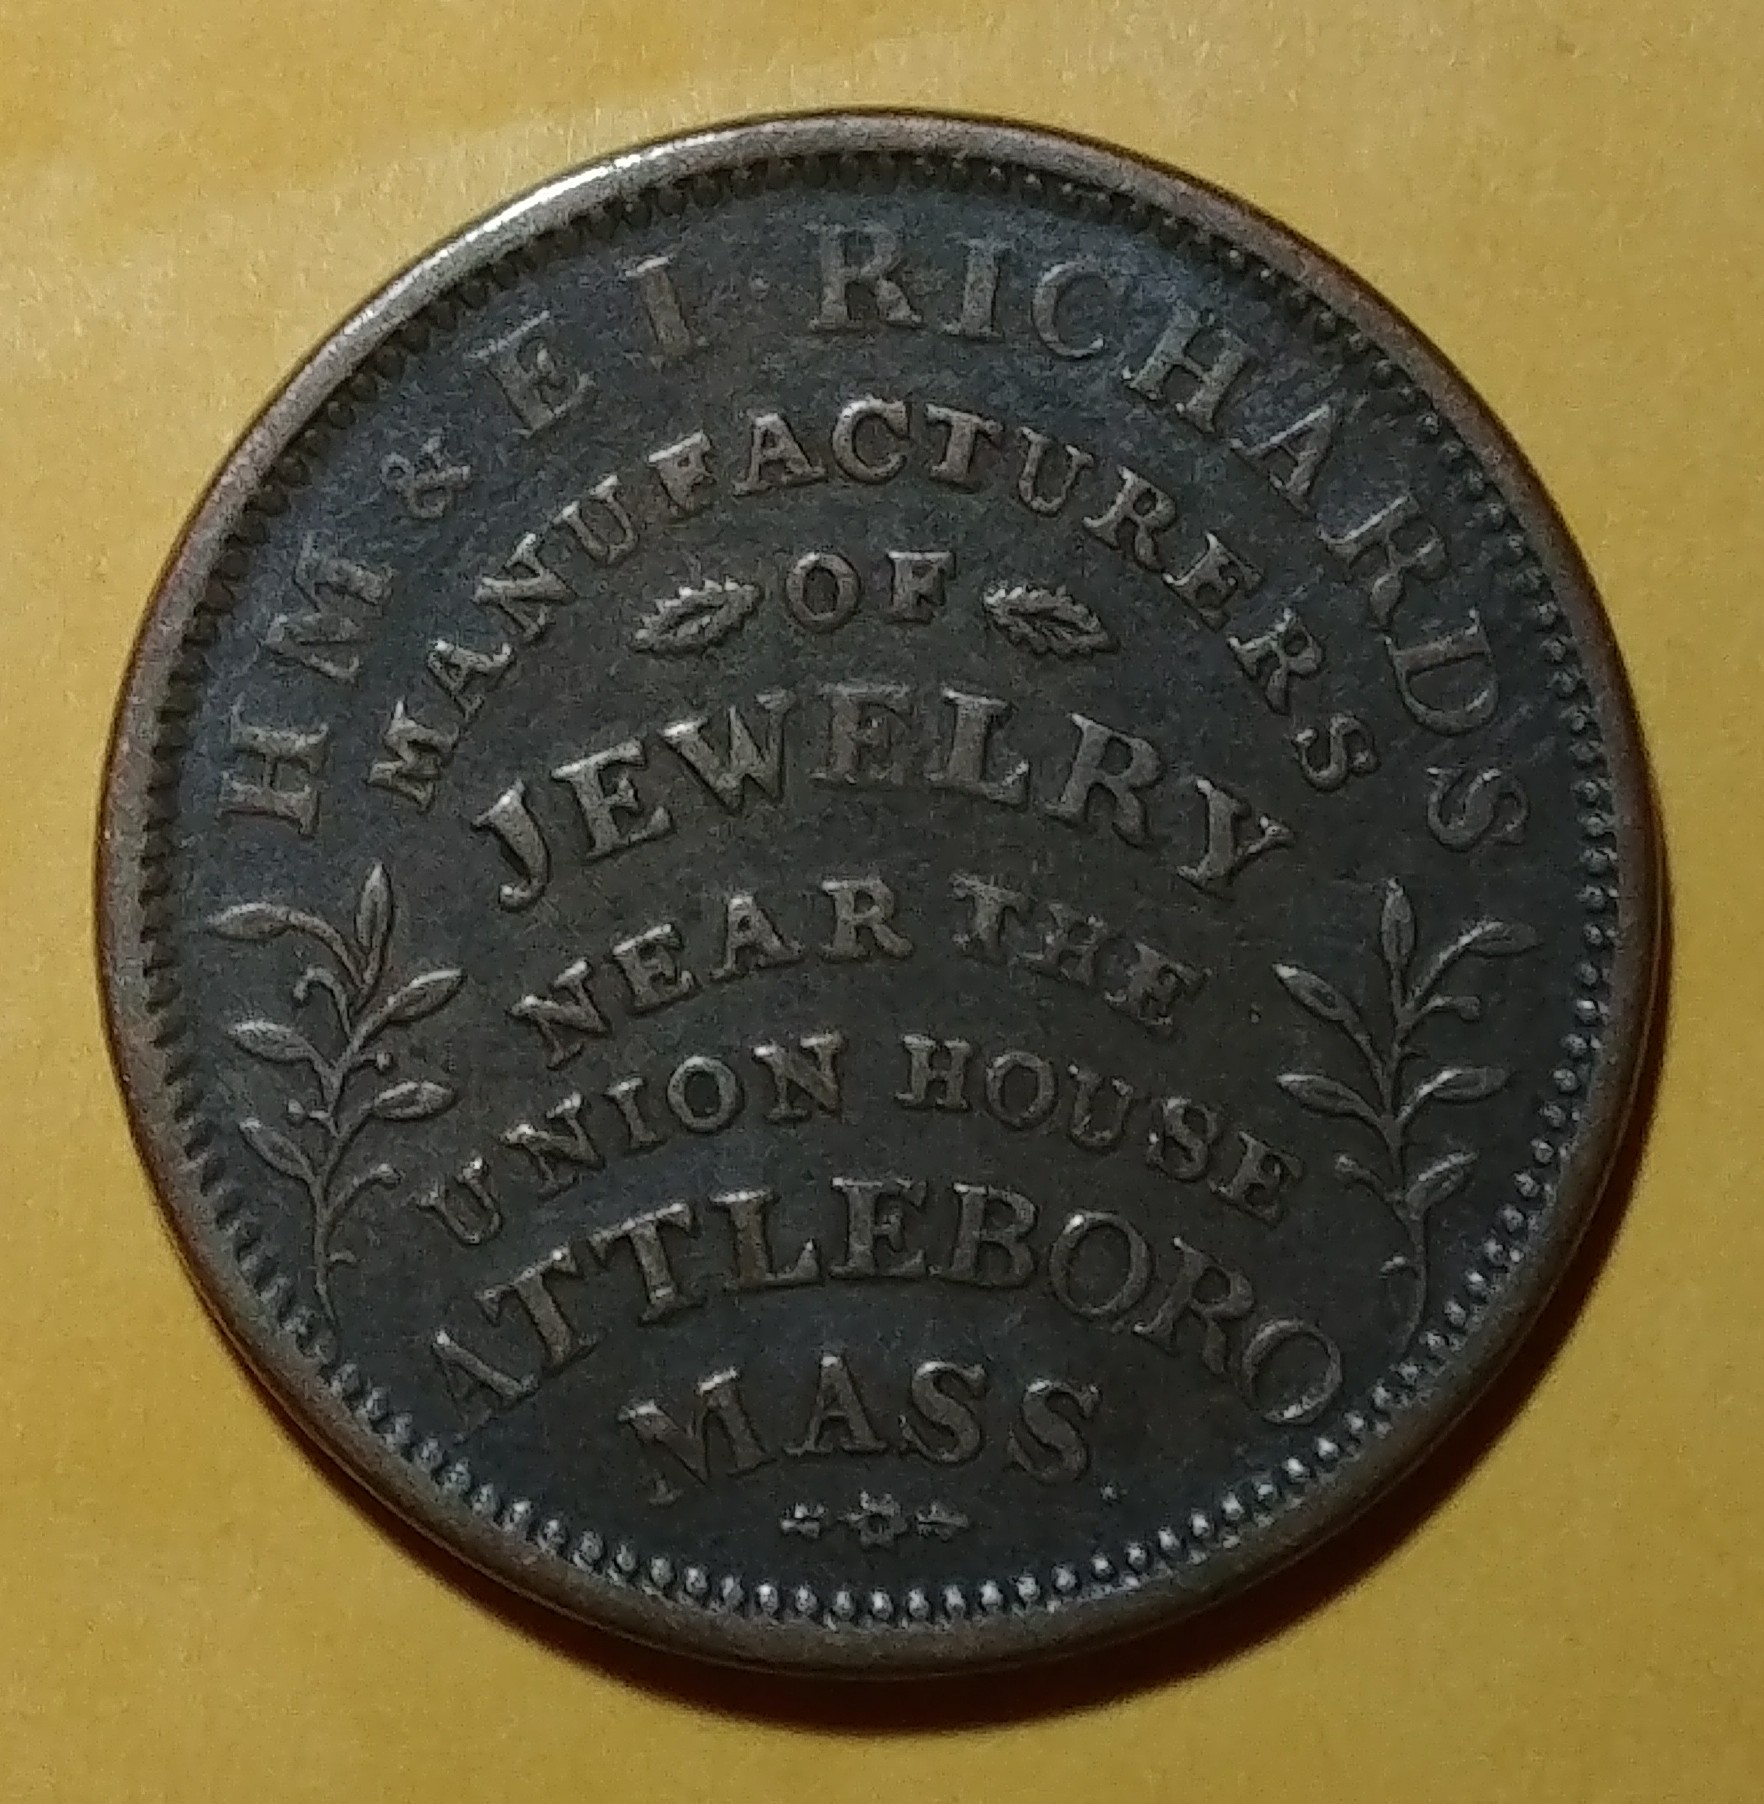 H M & E I · RICHARDS
MANUFACTURERS
OF
JEWELRY
NEAR THE
UNION HOUSE
ATTLEBORO
MASS